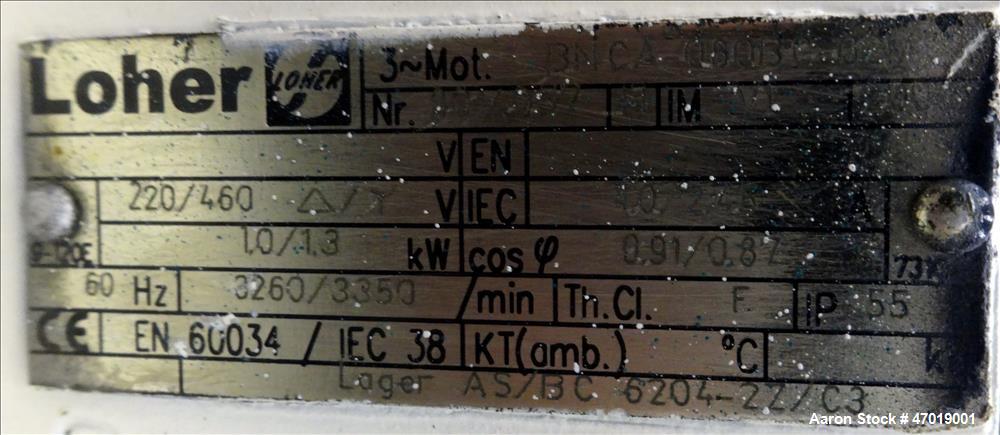 Loher LOHER 3~Mot.
Nr. IM
V EN
220/460 △/Y V IEC A
1.0/1.3 kW cos φ 0.91/0.87
60 Hz 3260/3350 /min Th.Cl. F IP 55
CE EN 60034 / IEC 38 KT(amb.) °C
Lager AS/BC 6204-2Z/C3
Aaron Stock # 47019001